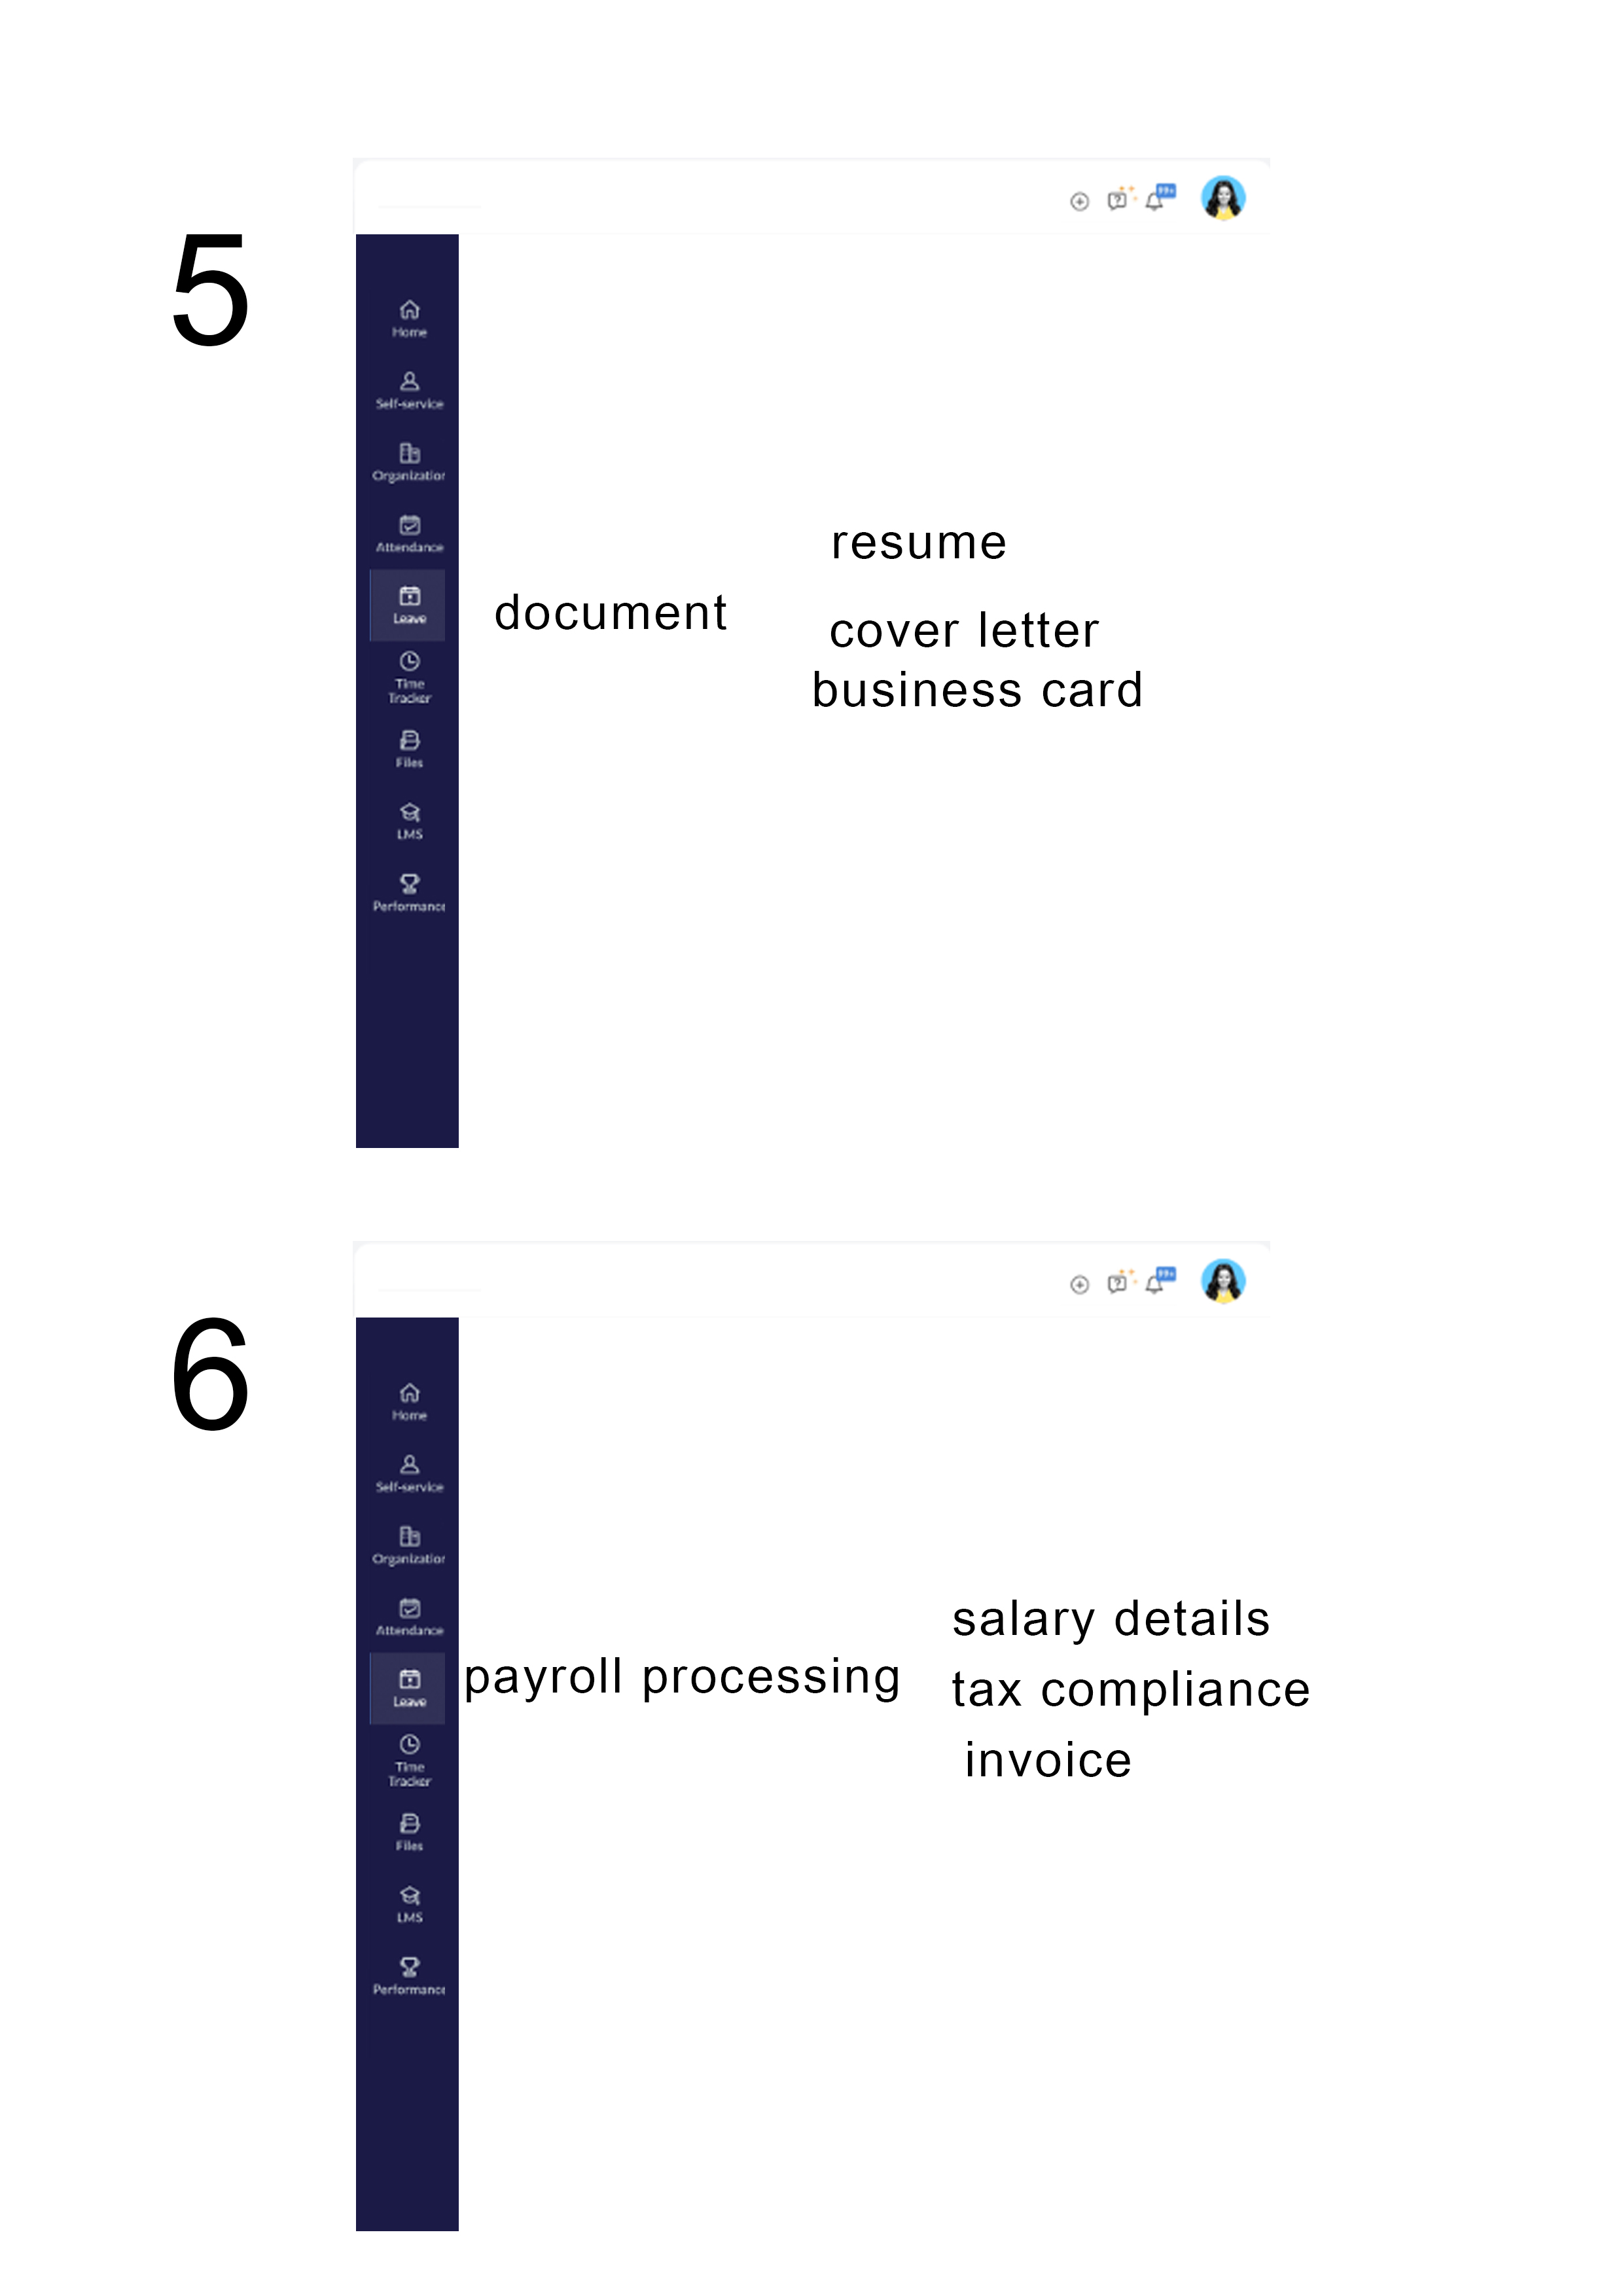 5
99+
Home
Self-service
Organization
Attendance
Leave
Time
Tracker
Files
LMS
Performance
document
resume
cover letter
business card
6
99+
Home
Self-service
Organization
Attendance
Leave
Time
Tracker
Files
LMS
Performance
payroll processing
salary details
tax compliance
invoice